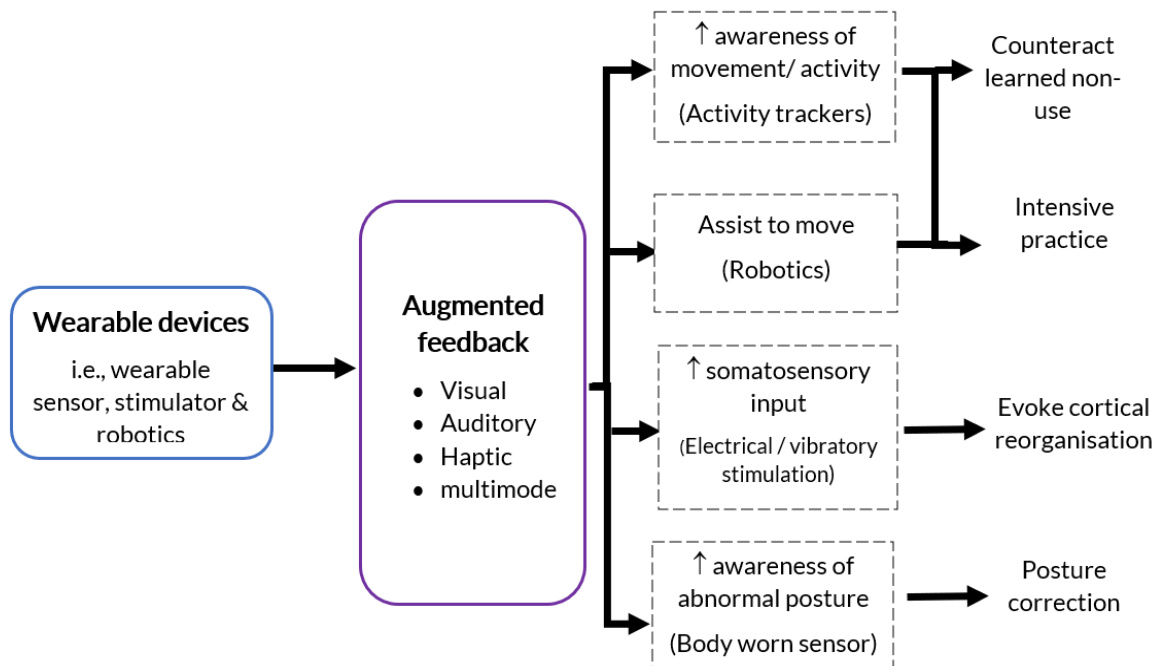 Wearable devices
i.e., wearable
sensor, stimulator &
robotics
Augmented
feedback
• Visual
• Auditory
• Haptic
• multimode
↑ awareness of
movement/ activity
(Activity trackers)
Assist to move
(Robotics)
↑ somatosensory
input
(Electrical / vibratory
stimulation)
↑ awareness of
abnormal posture
(Body worn sensor)
Counteract
learned non-
use
Intensive
practice
Evoke cortical
reorganisation
Posture
correction